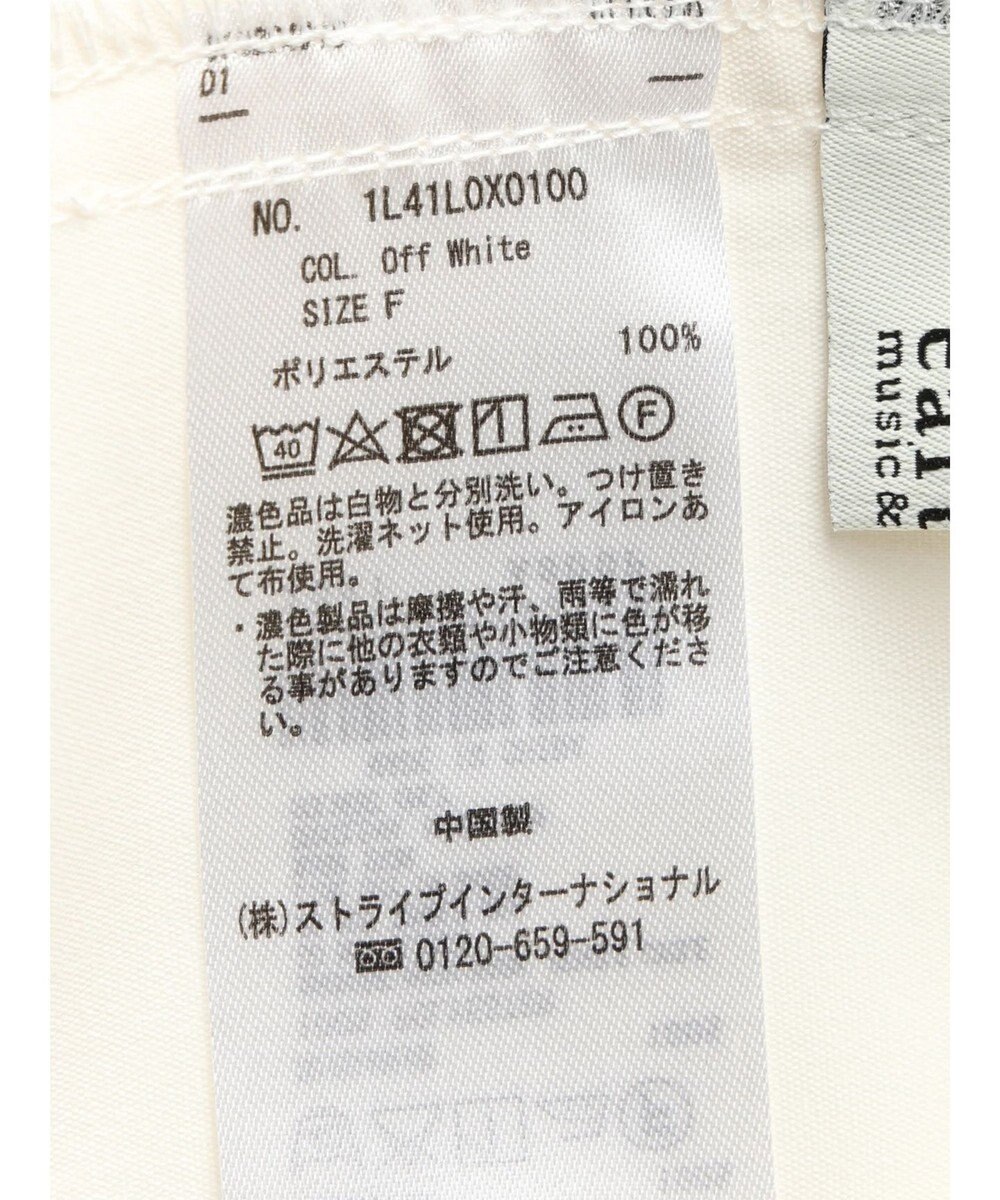 01
NO. 1L41L0X0100
COL. Off White
SIZE F
ポリエステル 100%
40 F
濃色品は白物と分別洗い。つけ置き
禁止。洗濯ネット使用。アイロンあ
て布使用。
・濃色製品は摩擦や汗、雨等で濡れ
た際に他の衣類や小物類に色が移
る事がありますのでご注意くださ
い。
中国製
(株)ストライプインターナショナル
0120-659-591
music &